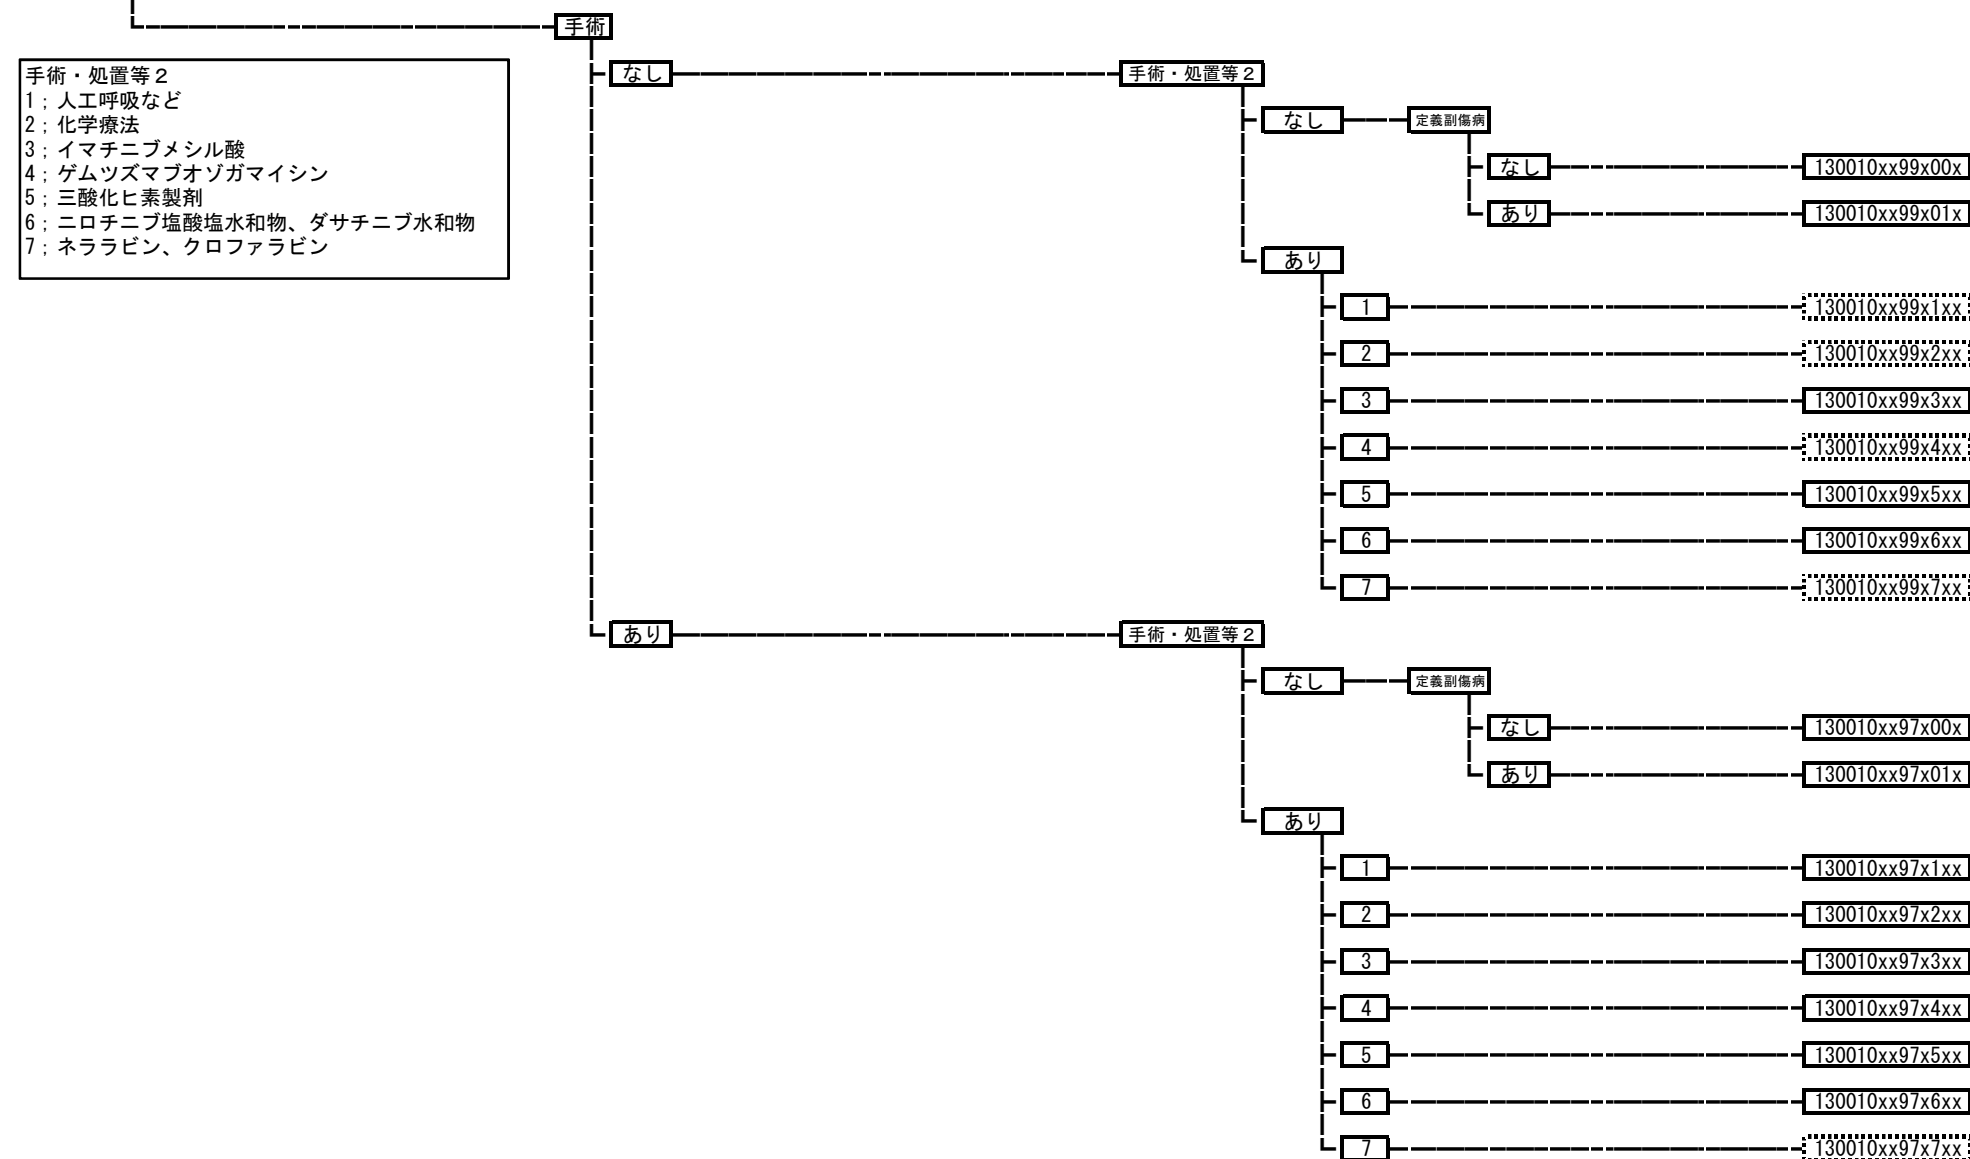 手術
手術・処置等２
1；人工呼吸など
2；化学療法
3；イマチニブメシル酸
4；ゲムツズマブオゾガマイシン
5；三酸化ヒ素製剤
6；ニロチニブ塩酸塩水和物、ダサチニブ水和物
7；ネララビン、クロファラビン
なし 手術・処置等２
なし 定義副傷病
なし 130010xx99x00x
あり 130010xx99x01x
あり
1 130010xx99x1xx
2 130010xx99x2xx
3 130010xx99x3xx
4 130010xx99x4xx
5 130010xx99x5xx
6 130010xx99x6xx
7 130010xx99x7xx
あり 手術・処置等２
なし 定義副傷病
なし 130010xx97x00x
あり 130010xx97x01x
あり
1 130010xx97x1xx
2 130010xx97x2xx
3 130010xx97x3xx
4 130010xx97x4xx
5 130010xx97x5xx
6 130010xx97x6xx
7 130010xx97x7xx